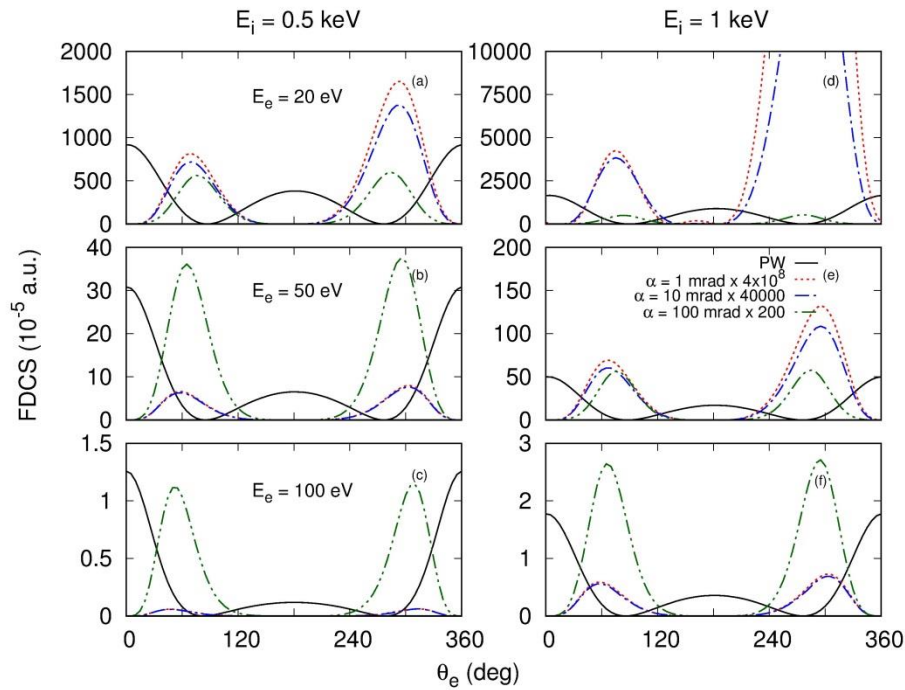 E_i = 0.5 keV
E_i = 1 keV
2000
1500
1000
500
0
E_e = 20 eV
(a)
10000
7500
5000
2500
0
(d)
FDCS (10^-5 a.u.)
40
30
20
10
0
E_e = 50 eV
(b)
200
150
100
50
0
PW
(e)
α = 1 mrad x 4x10^8
α = 10 mrad x 40000
α = 100 mrad x 200
1.5
1
0.5
0
E_e = 100 eV
(c)
3
2
1
0
(f)
0 120 240 360
0 120 240 360
θ_e (deg)